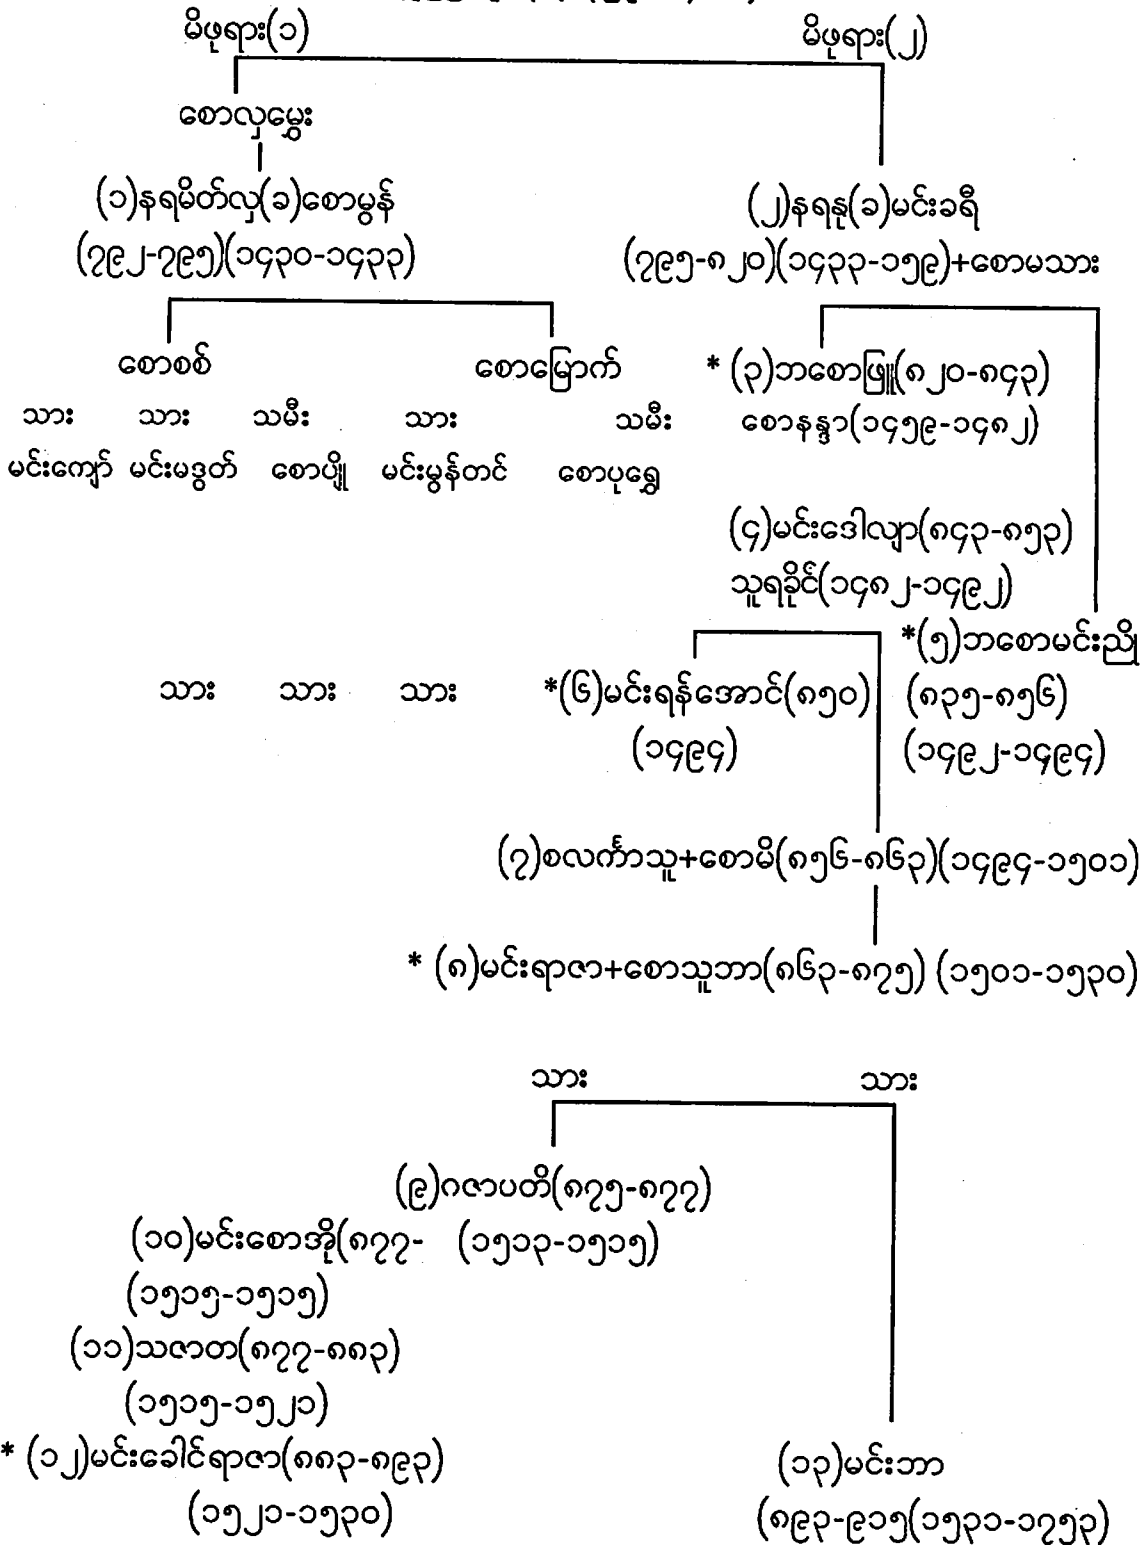 မိဖုရား(၁) မိဖုရား(၂)
စောလှမွှေး
(၁)နရမိတ်လှ(ခ)စောမွန် (၂)နရနု(ခ)မင်းခရီ
(၇၉၂-၇၉၅)(၁၄၃၀-၁၄၃၃) (၇၉၅-၈၂၀)(၁၄၃၃-၁၅၉)+စောမသား
စောစစ် စောမြောက် * (၃)ဘစောဖြူ(၈၂၀-၈၄၃)
သား သား သမီး သား သမီး စောနန္ဒာ(၁၄၅၉-၁၄၈၂)
မင်းကျော် မင်းမဒွတ် စောပျို မင်းမွန်တင် စောပုရွှေ
(၄)မင်းဒေါလျာ(၈၄၃-၈၅၃)
သူရခိုင်(၁၄၈၂-၁၄၉၂)
*(၅)ဘစောမင်းညို
သား သား သား *(၆)မင်းရန်အောင်(၈၅၀) (၈၃၅-၈၅၆)
(၁၄၉၄) (၁၄၉၂-၁၄၉၄)
(၇)စလင်္ကာသူ+စောမိ(၈၅၆-၈၆၃)(၁၄၉၄-၁၅၀၁)
* (၈)မင်းရာဇာ+စောသူဘာ(၈၆၃-၈၇၅) (၁၅၀၁-၁၅၃၀)
သား သား
(၉)ဂဇာပတိ(၈၇၅-၈၇၇)
(၁၀)မင်းစောအို(၈၇၇- (၁၅၁၃-၁၅၁၅)
(၁၅၁၅-၁၅၁၅)
(၁၁)သဇာတ(၈၇၇-၈၈၃)
(၁၅၁၅-၁၅၂၁)
* (၁၂)မင်းခေါင်ရာဇာ(၈၈၃-၈၉၃) (၁၃)မင်းဘာ
(၁၅၂၁-၁၅၃၀) (၈၉၃-၉၁၅(၁၅၃၁-၁၇၅၃)